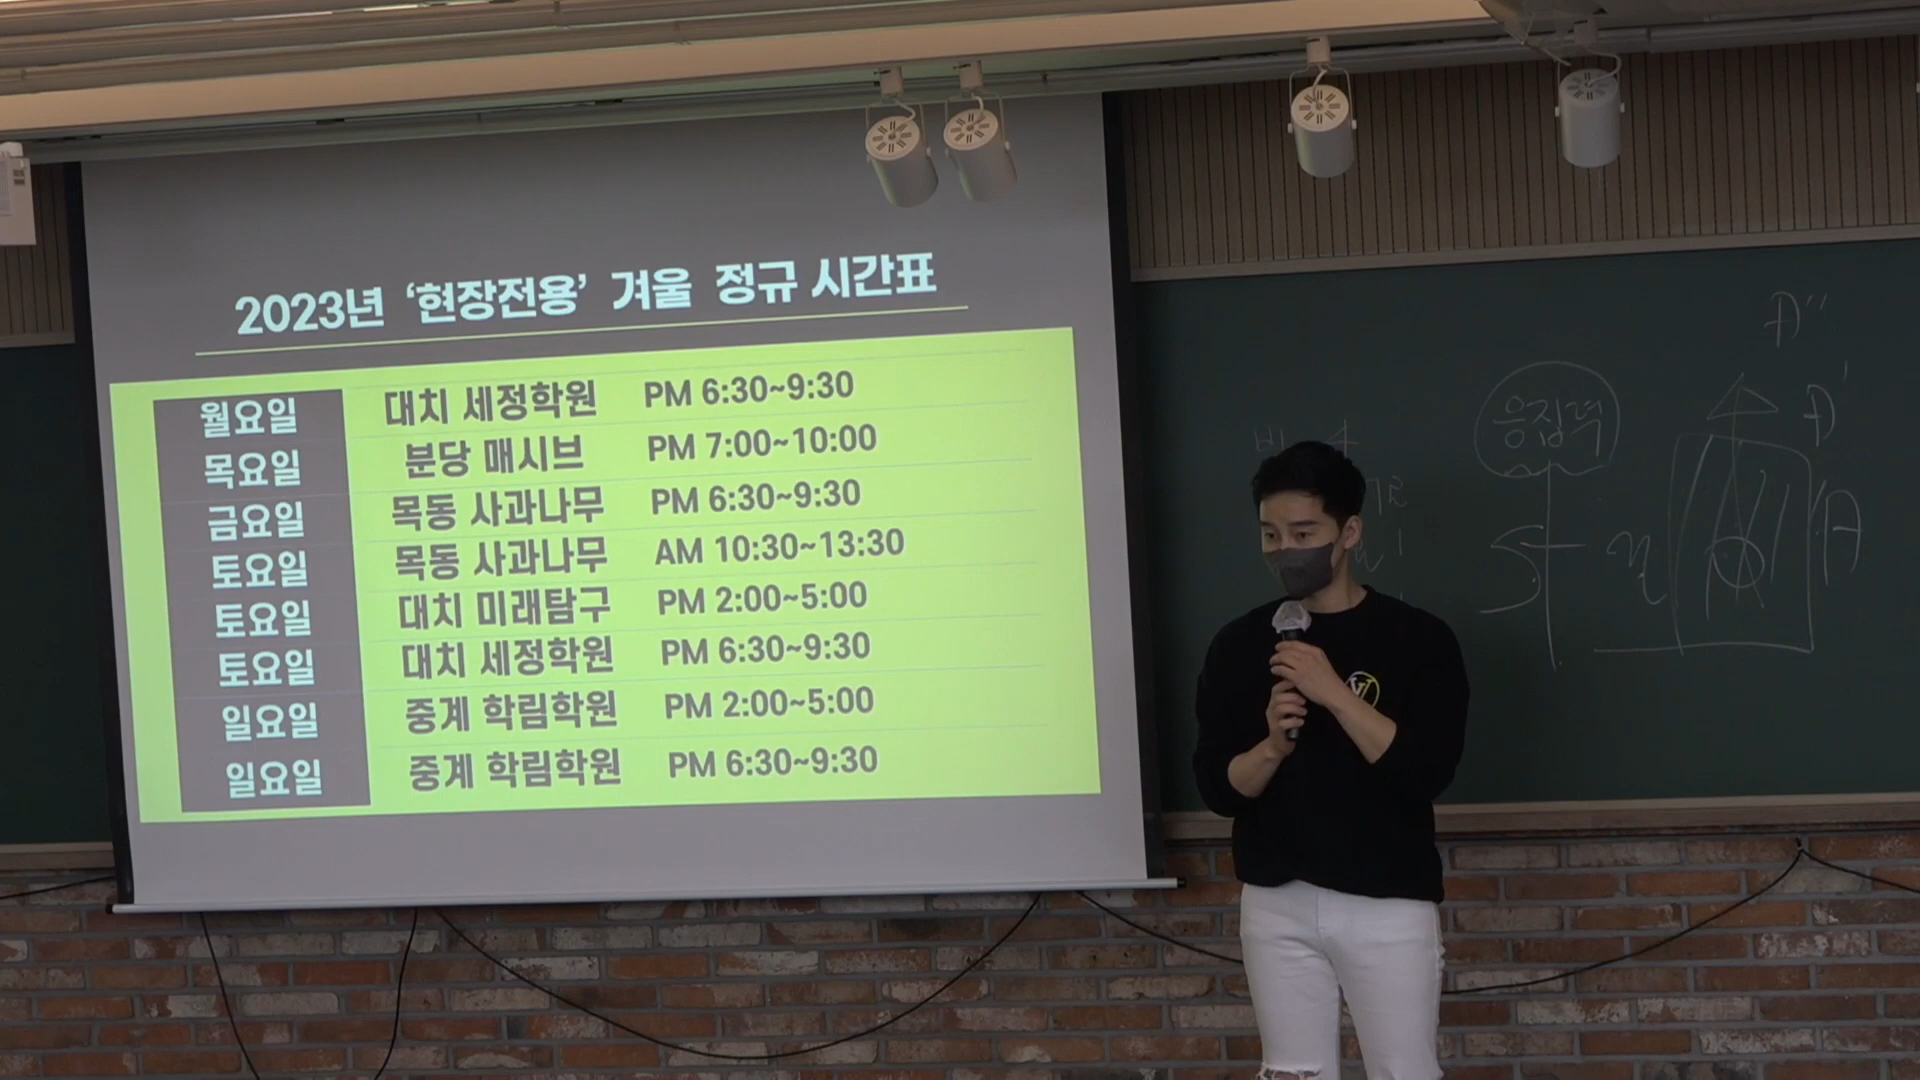 2023년 ‘현장전용’ 겨울 정규 시간표
월요일 대치 세정학원 PM 6:30~9:30
목요일 분당 매시브 PM 7:00~10:00
금요일 목동 사과나무 PM 6:30~9:30
토요일 목동 사과나무 AM 10:30~13:30
토요일 대치 미래탐구 PM 2:00~5:00
토요일 대치 세정학원 PM 6:30~9:30
일요일 중계 학림학원 PM 2:00~5:00
일요일 중계 학림학원 PM 6:30~9:30
A''
응집력 A'
S n A